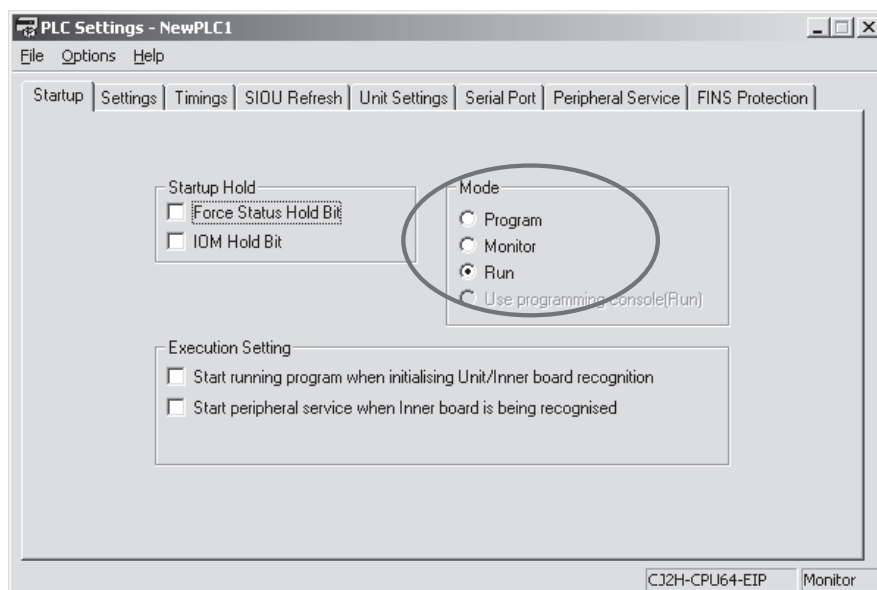 PLC Settings - NewPLC1
File Options Help
Startup Settings Timings SIOU Refresh Unit Settings Serial Port Peripheral Service FINS Protection
Startup Hold
Force Status Hold Bit
IOM Hold Bit
Mode
Program
Monitor
Run
Use programming console(Run)
Execution Setting
Start running program when initialising Unit/Inner board recognition
Start peripheral service when Inner board is being recognised
CJ2H-CPU64-EIP Monitor